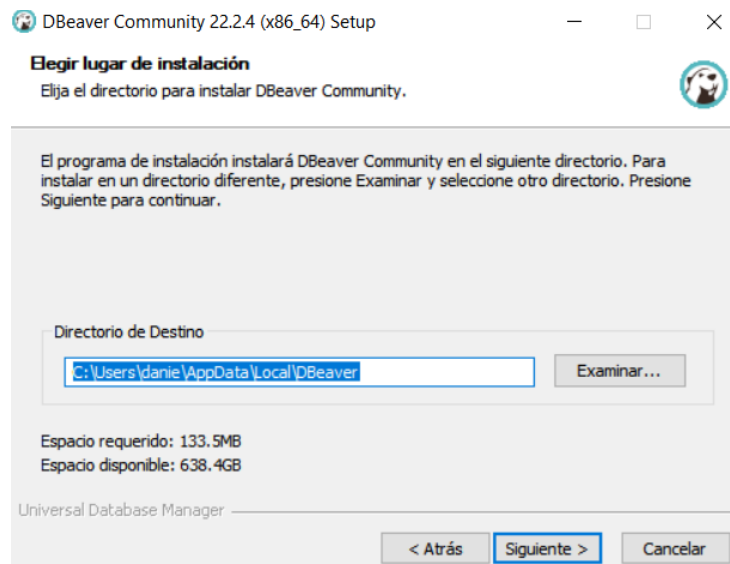 DBeaver Community 22.2.4 (x86_64) Setup
Elegir lugar de instalación
Elija el directorio para instalar DBeaver Community.
El programa de instalación instalará DBeaver Community en el siguiente directorio. Para
instalar en un directorio diferente, presione Examinar y seleccione otro directorio. Presione
Siguiente para continuar.
Directorio de Destino
C:\Users\danie\AppData\Local\DBeaver
Examinar...
Espacio requerido: 133.5MB
Espacio disponible: 638.4GB
Universal Database Manager
< Atrás
Siguiente >
Cancelar